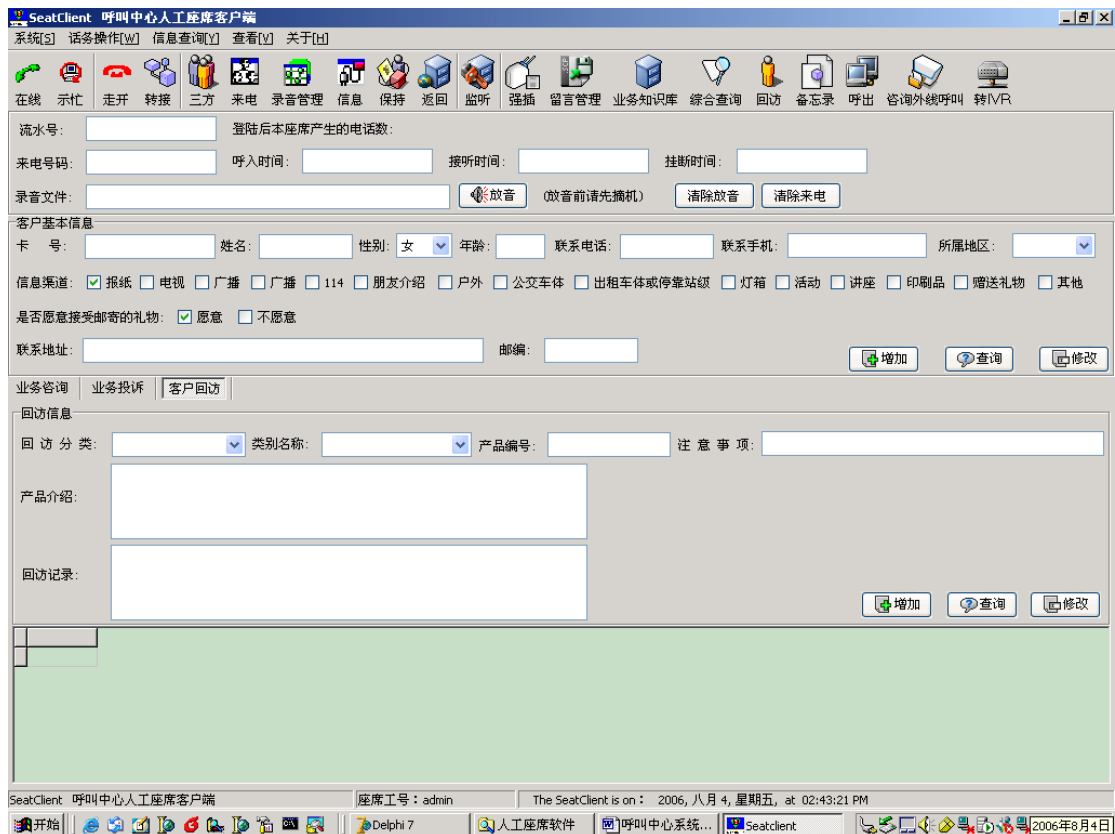 SeatClient 呼叫中心人工座席客户端
系统[S] 话务操作[W] 信息查询[Y] 查看[V] 关于[H]
在线 示忙 走开 转接 三方 来电 录音管理 信息 保持 返回 监听 强插 留言管理 业务知识库 综合查询 回访 备忘录 呼出 咨询外线呼叫 转IVR
流水号: 登陆后本座席产生的电话数:
来电号码: 呼入时间: 接听时间: 挂断时间:
录音文件: 放音 (放音前请先摘机) 清除放音 清除来电
客户基本信息
卡 号: 姓名: 性别: 女 年龄: 联系电话: 联系手机: 所属地区:
信息渠道: 报纸 电视 广播 广播 114 朋友介绍 户外 公交车体 出租车体或停靠站级 灯箱 活动 讲座 印刷品 赠送礼物 其他
是否愿意接受邮寄的礼物: 愿意 不愿意
联系地址: 邮编: 增加 查询 修改
业务咨询 业务投诉 客户回访
回访信息
回 访 分 类: 类别名称: 产品编号: 注 意 事 项:
产品介绍:
回访记录:
增加 查询 修改
SeatClient 呼叫中心人工座席客户端 座席工号：admin The SeatClient is on： 2006, 八月 4, 星期五, at 02:43:21 PM
开始 Delphi 7 人工座席软件 呼叫中心系统... Seatclient 2006年8月4日